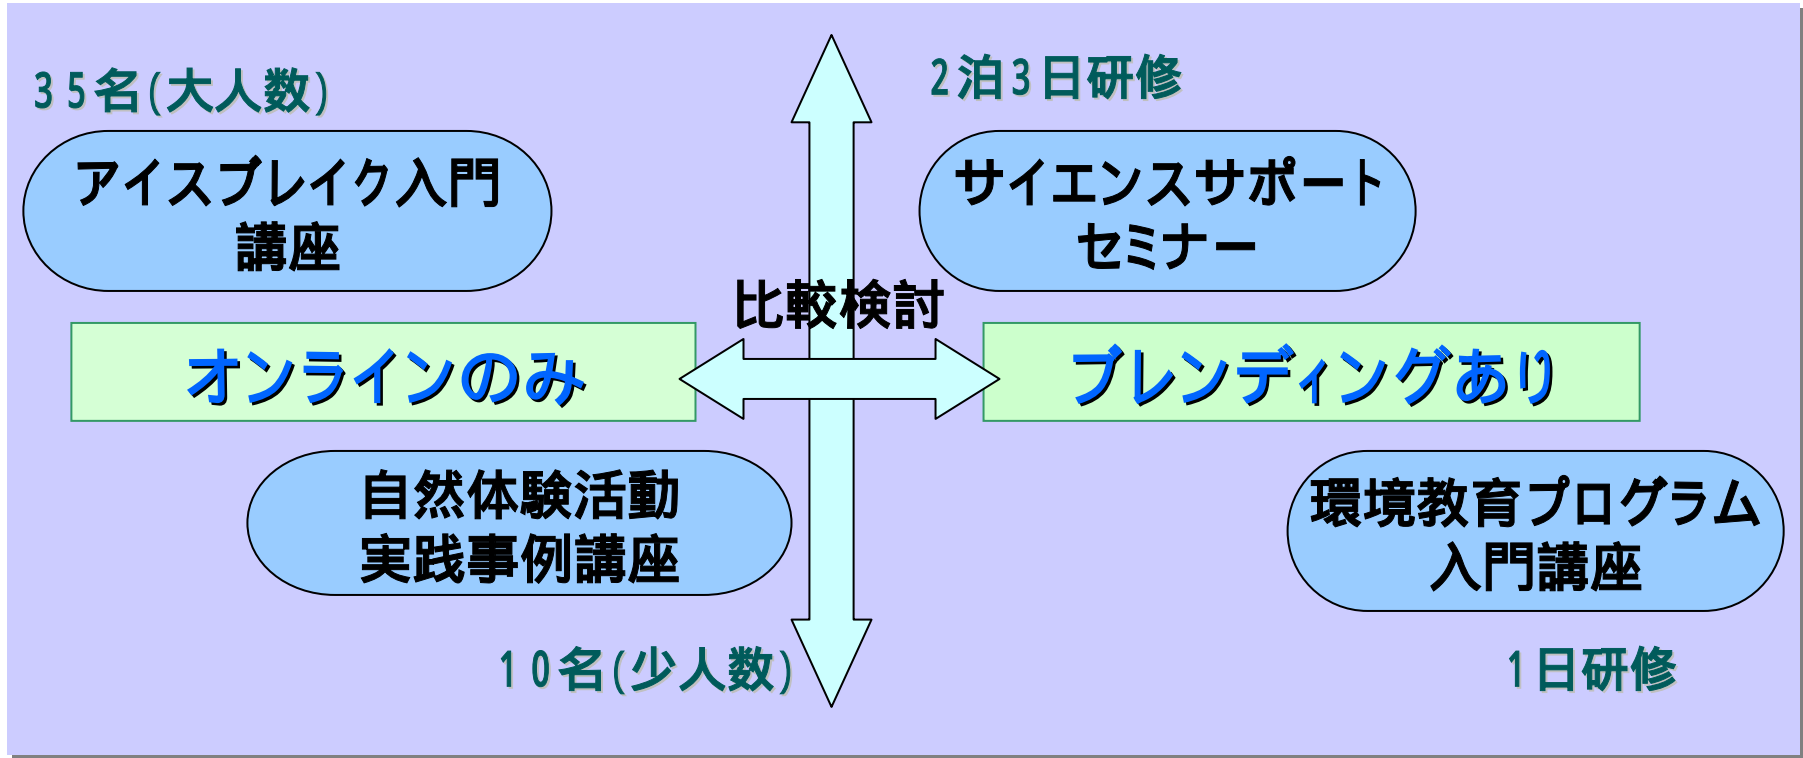 35名(大人数)
アイスブレイク入門
講座
2泊3日研修
サイエンスサポート
セミナー
比較検討
オンラインのみ
ブレンディングあり
自然体験活動
実践事例講座
10名(少人数)
環境教育プログラム
入門講座
1日研修